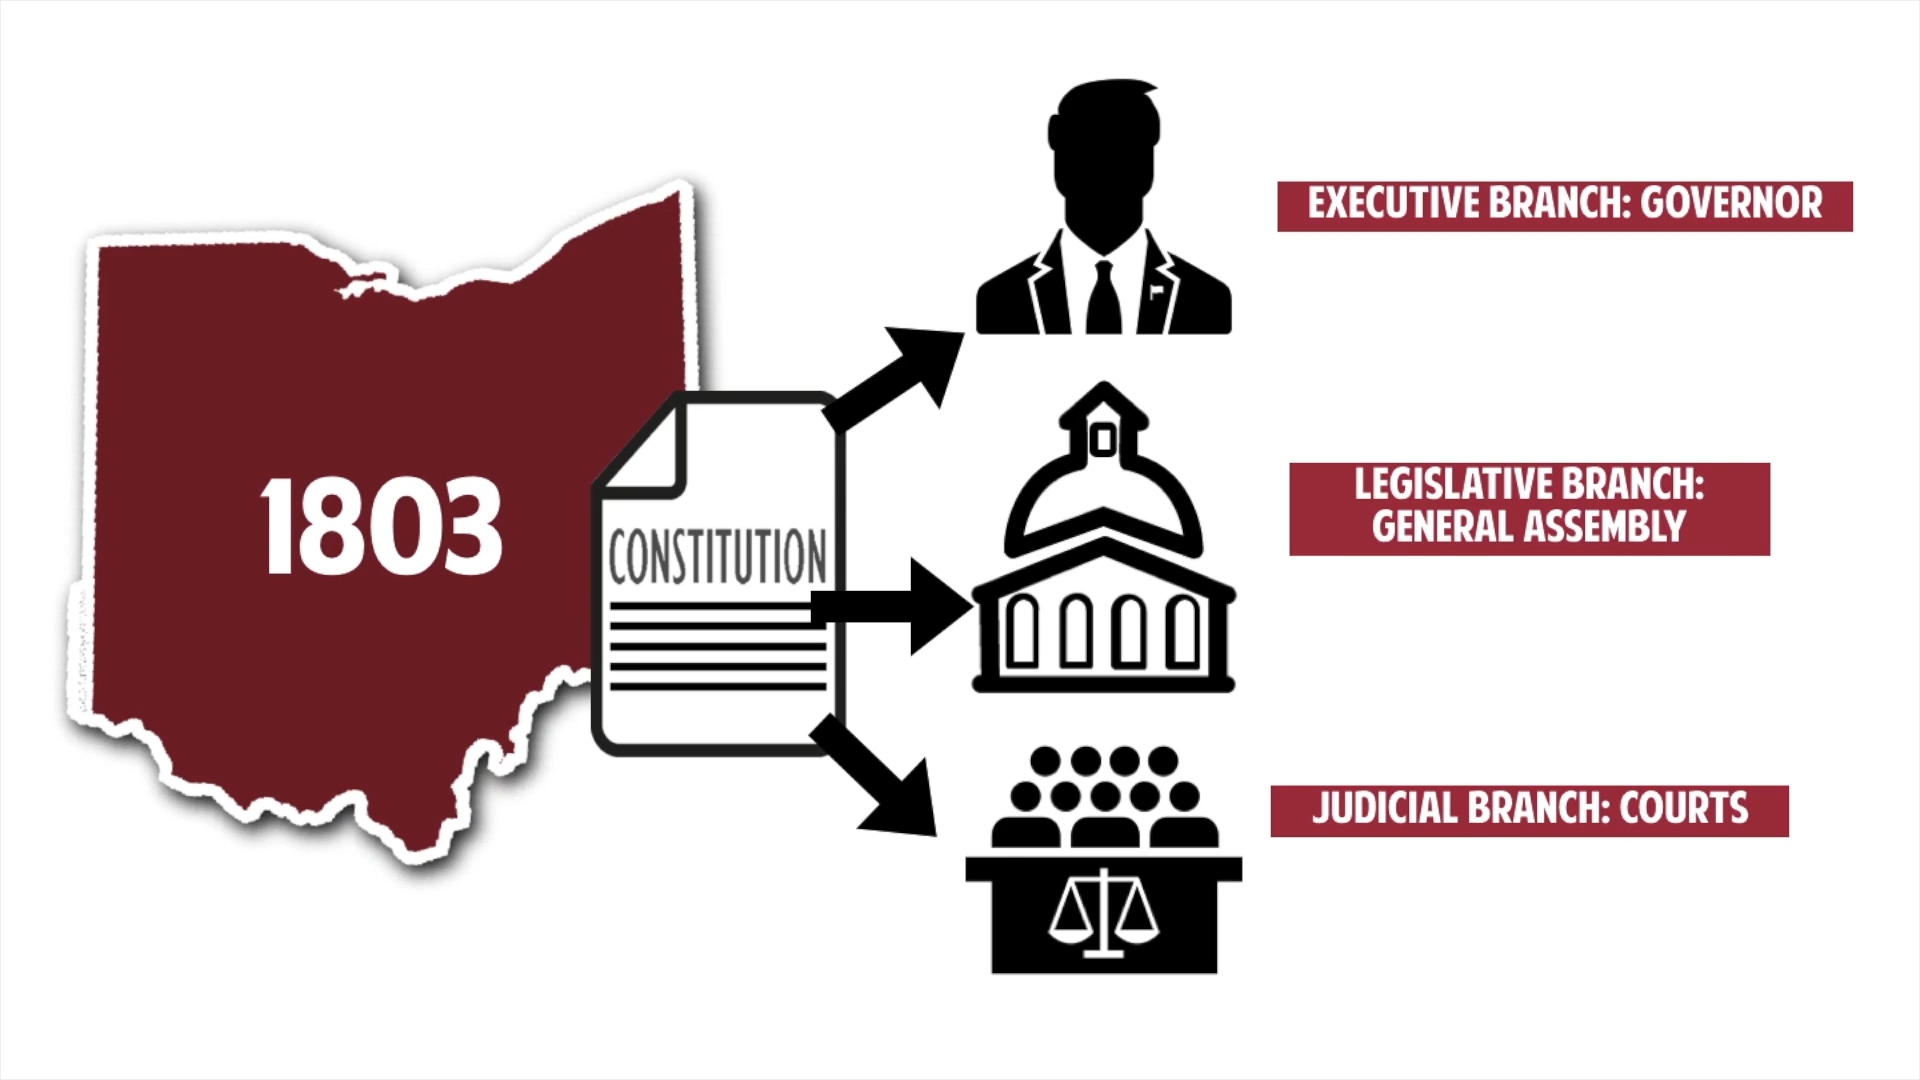 1803
CONSTITUTION
EXECUTIVE BRANCH: GOVERNOR
LEGISLATIVE BRANCH:
GENERAL ASSEMBLY
JUDICIAL BRANCH: COURTS